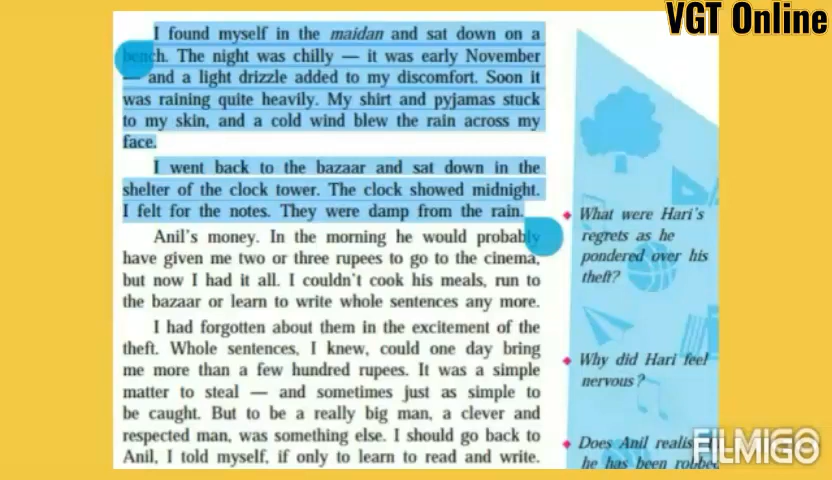 VGT Online
I found myself in the maidan and sat down on a
bench. The night was chilly — it was early November
— and a light drizzle added to my discomfort. Soon it
was raining quite heavily. My shirt and pyjamas stuck
to my skin, and a cold wind blew the rain across my
face.
I went back to the bazaar and sat down in the
shelter of the clock tower. The clock showed midnight.
I felt for the notes. They were damp from the rain.
Anil's money. In the morning he would probably
have given me two or three rupees to go to the cinema,
but now I had it all. I couldn't cook his meals, run to
the bazaar or learn to write whole sentences any more.
I had forgotten about them in the excitement of the
theft. Whole sentences, I knew, could one day bring
me more than a few hundred rupees. It was a simple
matter to steal — and sometimes just as simple to
be caught. But to be a really big man, a clever and
respected man, was something else. I should go back to
Anil, I told myself, if only to learn to read and write.
What were Hari's
regrets as he
pondered over his
theft?
Why did Hari feel
nervous?
Does Anil realise
he has been robbed
FILMIGO